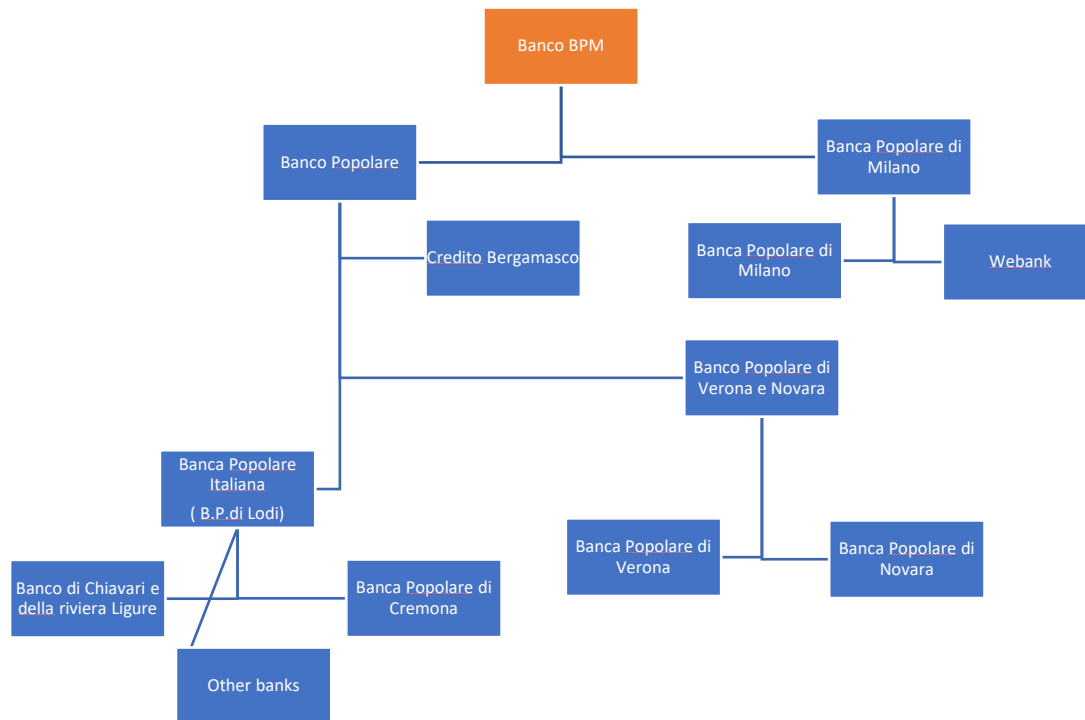 Banco BPM
Banco Popolare
Banca Popolare di
Milano
Credito Bergamasco
Banca Popolare di
Milano
Webank
Banco Popolare di
Verona e Novara
Banca Popolare
Italiana
( B.P.di Lodi)
Banca Popolare di
Verona
Banca Popolare di
Novara
Banco di Chiavari e
della riviera Ligure
Banca Popolare di
Cremona
Other banks